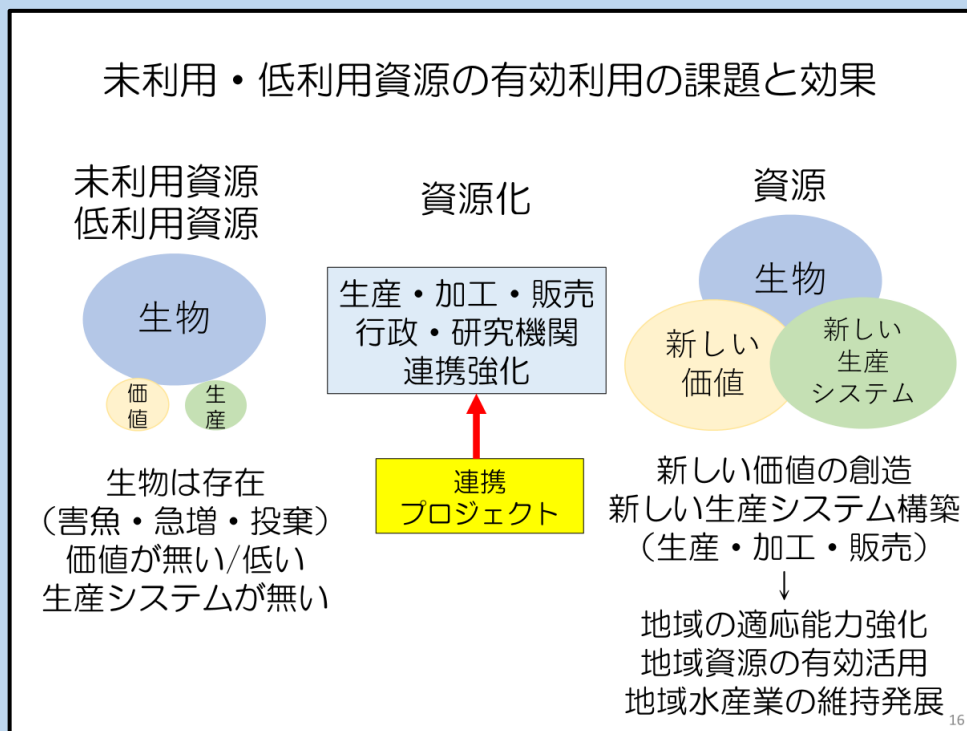 未利用・低利用資源の有効利用の課題と効果
未利用資源
低利用資源
生物
価
値
生
産
生物は存在
（害魚・急増・投棄）
価値が無い/低い
生産システムが無い
資源化
生産・加工・販売
行政・研究機関
連携強化
連携
プロジェクト
資源
生物
新しい
価値
新しい
生産
システム
新しい価値の創造
新しい生産システム構築
（生産・加工・販売）
↓
地域の適応能力強化
地域資源の有効活用
地域水産業の維持発展
16